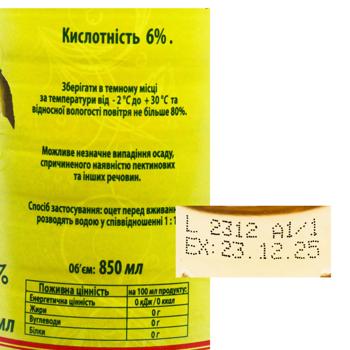 Кислотність 6% .
Зберігати в темному місці
за температури від - 2 °С до + 30 °С та
відносної вологості повітря не більше 80%.
Можливе незначне випадіння осаду,
спричиненого наявністю пектинових
та інших речовин.
Спосіб застосування: оцет перед вживанн
розводять водою у співвідношенні 1 : 1
L 2312 A1/1
EX: 23.12.25
%
Об'єм: 850 мл
мл
Поживна цінність на 100 мл продукту:
Енергетична цінність 0 кДж / 0 ккал
Жири 0 г
Вуглеводи 0 г
Білки 0 г